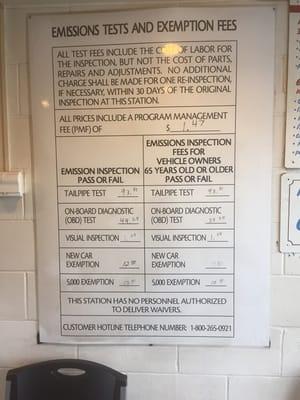 EMISSIONS TESTS AND EXEMPTION FEES
ALL TEST FEES INCLUDE THE COST OF LABOR FOR
THE INSPECTION, BUT NOT THE COST OF PARTS,
REPAIRS AND ADJUSTMENTS. NO ADDITIONAL
CHARGE SHALL BE MADE FOR ONE RE-INSPECTION,
IF NECESSARY, WITHIN 30 DAYS OF THE ORIGINAL
INSPECTION AT THIS STATION.
ALL PRICES INCLUDE A PROGRAM MANAGEMENT
FEE (PMF) OF $ 1.47
EMISSION INSPECTION
PASS OR FAIL
EMISSIONS INSPECTION
FEES FOR
VEHICLE OWNERS
65 YEARS OLD OR OLDER
PASS OR FAIL
TAILPIPE TEST
TAILPIPE TEST
ON-BOARD DIAGNOSTIC
(OBD) TEST
ON-BOARD DIAGNOSTIC
(OBD) TEST
VISUAL INSPECTION
VISUAL INSPECTION
NEW CAR
EXEMPTION
NEW CAR
EXEMPTION
5,000 EXEMPTION
5,000 EXEMPTION
THIS STATION HAS NO PERSONNEL AUTHORIZED
TO DELIVER WAIVERS.
CUSTOMER HOTLINE TELEPHONE NUMBER: 1-800-265-0921